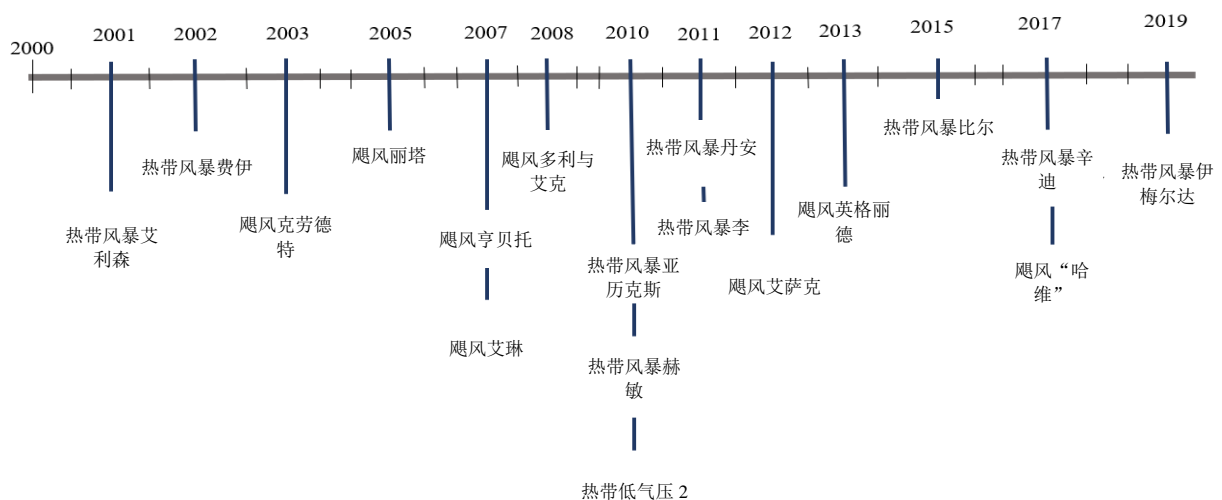 2000
2001
2002
2003
2005
2007
2008
2010
2011
2012
2013
2015
2017
2019
热带风暴艾
利森
热带风暴费伊
飓风克劳德
特
飓风丽塔
飓风亨贝托
飓风艾琳
飓风多利与
艾克
热带风暴亚
历克斯
热带风暴赫
敏
热带低气压 2
热带风暴丹安
热带风暴李
飓风艾萨克
飓风英格丽
德
热带风暴比尔
热带风暴辛
迪
飓风“哈
维”
热带风暴伊
梅尔达